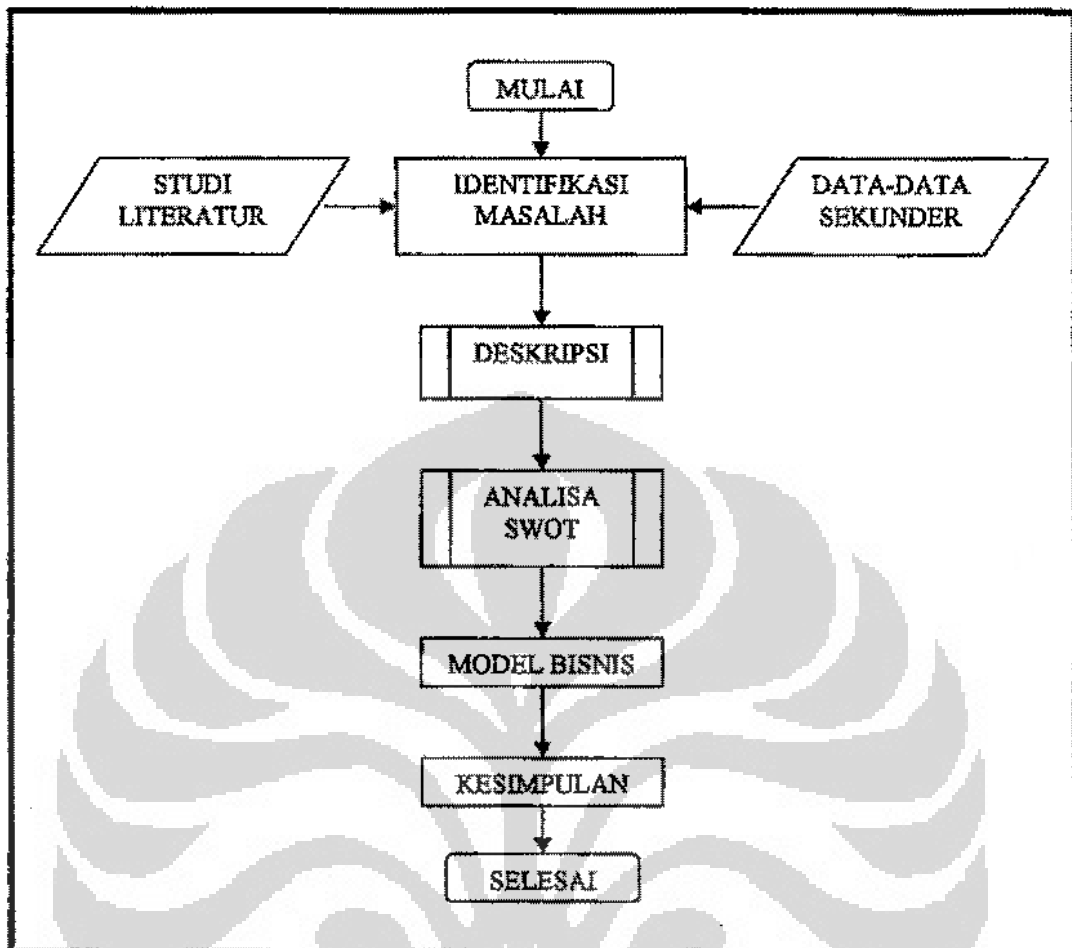 MULAI
STUDI
LITERATUR
IDENTIFIKASI
MASALAH
DATA-DATA
SEKUNDER
DESKRIPSI
ANALISA
SWOT
MODEL BISNIS
KESIMPULAN
SELESAI